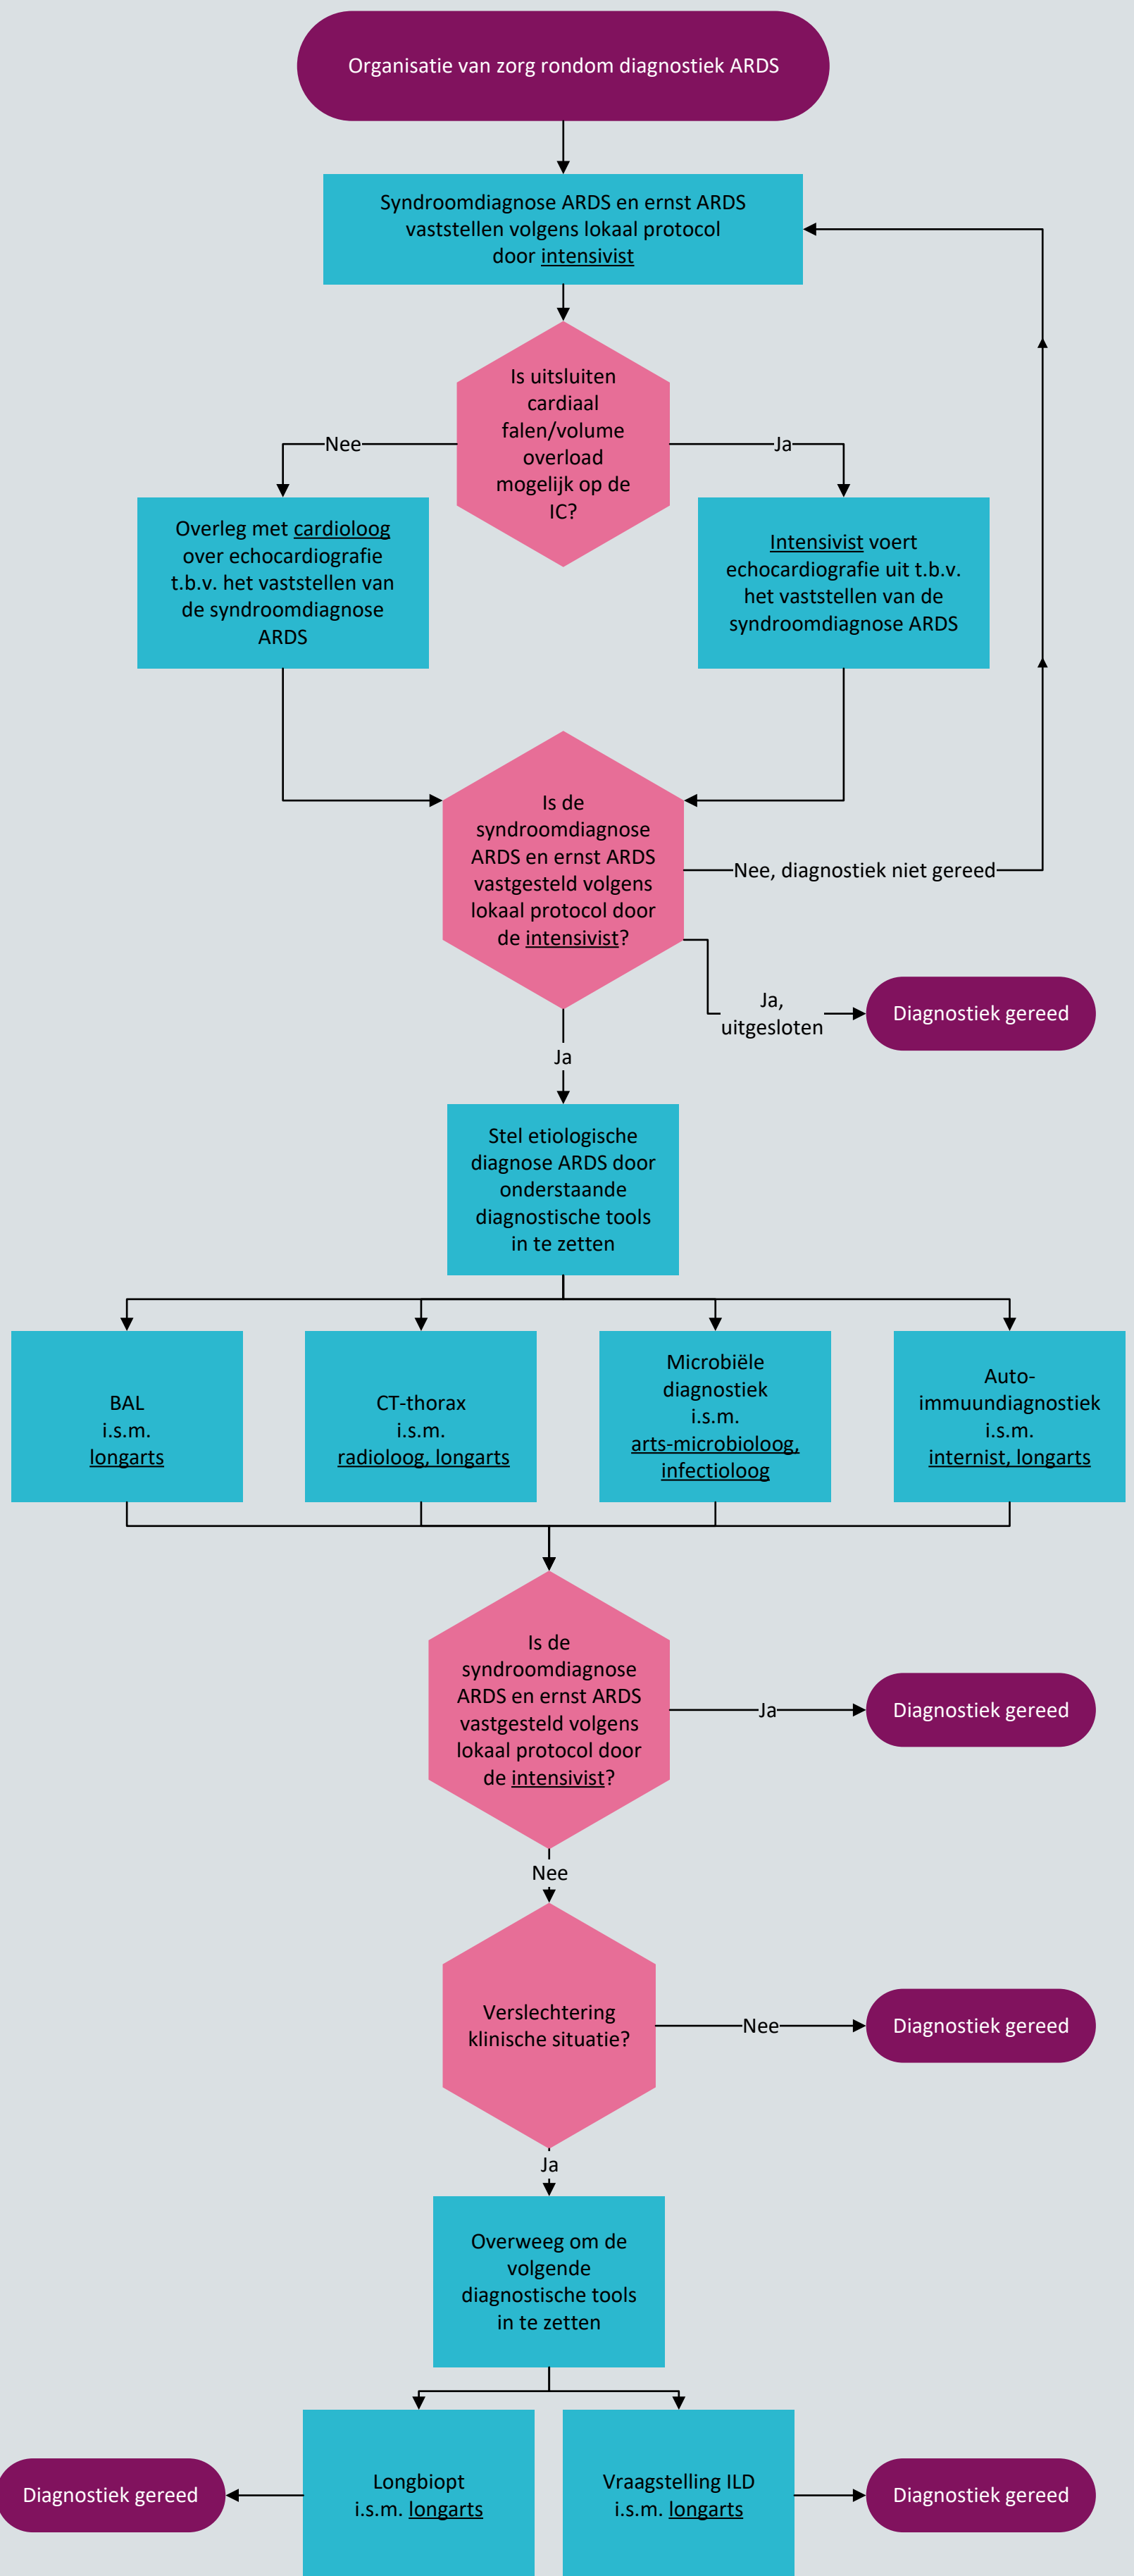 Organisatie van zorg rondom diagnostiek ARDS
Syndroomdiagnose ARDS en ernst ARDS
vaststellen volgens lokaal protocol
door intensivist
Is uitsluiten
cardiaal
falen/volume
overload
mogelijk op de
IC?
Nee
Ja
Overleg met cardioloog
over echocardiografie
t.b.v. het vaststellen van
de syndroomdiagnose
ARDS
Intensivist voert
echocardiografie uit t.b.v.
het vaststellen van de
syndroomdiagnose ARDS
Is de
syndroomdiagnose
ARDS en ernst ARDS
vastgesteld volgens
lokaal protocol door
de intensivist?
Nee, diagnostiek niet gereed
Ja,
uitgesloten
Diagnostiek gereed
Ja
Stel etiologische
diagnose ARDS door
onderstaande
diagnostische tools
in te zetten
BAL
i.s.m.
longarts
CT-thorax
i.s.m.
radioloog, longarts
Microbiële
diagnostiek
i.s.m.
arts-microbioloog,
infectioloog
Auto-
immuundiagnostiek
i.s.m.
internist, longarts
Is de
syndroomdiagnose
ARDS en ernst ARDS
vastgesteld volgens
lokaal protocol door
de intensivist?
Ja
Diagnostiek gereed
Nee
Verslechtering
klinische situatie?
Nee
Diagnostiek gereed
Ja
Overweeg om de
volgende
diagnostische tools
in te zetten
Diagnostiek gereed
Longbiopt
i.s.m. longarts
Vraagstelling ILD
i.s.m. longarts
Diagnostiek gereed